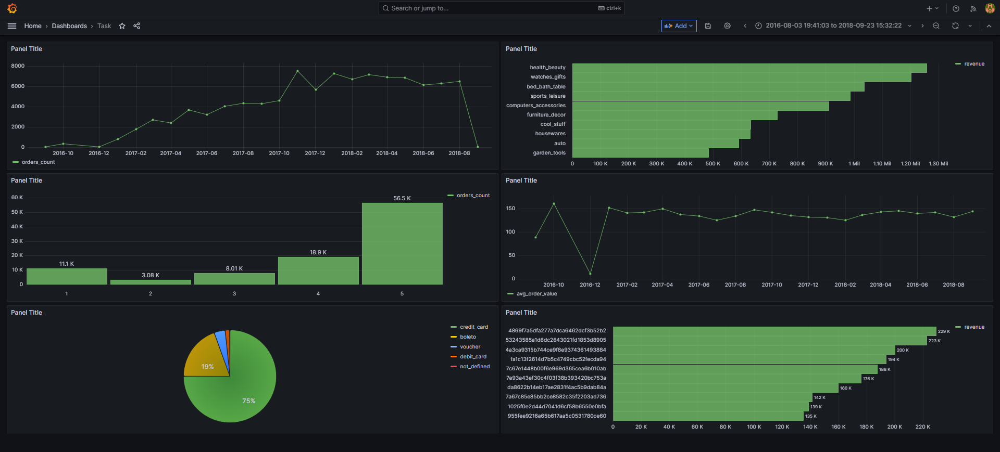 Search or jump to...
ctrl+k
Home › Dashboards › Task
Add
2016-08-03 19:41:03 to 2018-09-23 15:32:22
Panel Title
8000
6000
4000
2000
0
2016-10 2016-12 2017-02 2017-04 2017-06 2017-08 2017-10 2017-12 2018-02 2018-04 2018-06 2018-08
orders_count
Panel Title
revenue
health_beauty
watches_gifts
bed_bath_table
sports_leisure
computers_accessories
furniture_decor
cool_stuff
housewares
auto
garden_tools
0 100 K 200 K 300 K 400 K 500 K 600 K 700 K 800 K 900 K 1 Mil 1.10 Mil 1.20 Mil 1.30 Mil
Panel Title
orders_count
60 K
50 K
40 K
30 K
20 K
10 K
0
11.1 K 3.08 K 8.01 K 18.9 K 56.5 K
1 2 3 4 5
Panel Title
150
100
50
0
2016-10 2016-12 2017-02 2017-04 2017-06 2017-08 2017-10 2017-12 2018-02 2018-04 2018-06 2018-08
avg_order_value
Panel Title
19%
75%
credit_card
boleto
voucher
debit_card
not_defined
Panel Title
revenue
4869f7a5dfa277a7dca6462dcf3b52b2 229 K
53243585a1d6dc2643021fd1853d8905 223 K
4a3ca9315b744ce9f8e9374361493884 200 K
fa1c13f2614d7b5c4749cbc52fecda94 194 K
7c67e1448b00f6e969d365cea6b010ab 188 K
7e93a43ef30c4f03f38b393420bc753a 176 K
da8622b14eb17ae2831f4ac5b9dab84a 160 K
7a67c85e85bb2ce8582c35f2203ad736 142 K
1025f0e2d44d7041d6cf58b6550e0bfa 139 K
955fee9216a65b617aa5c0531780ce60 135 K
0 20 K 40 K 60 K 80 K 100 K 120 K 140 K 160 K 180 K 200 K 220 K